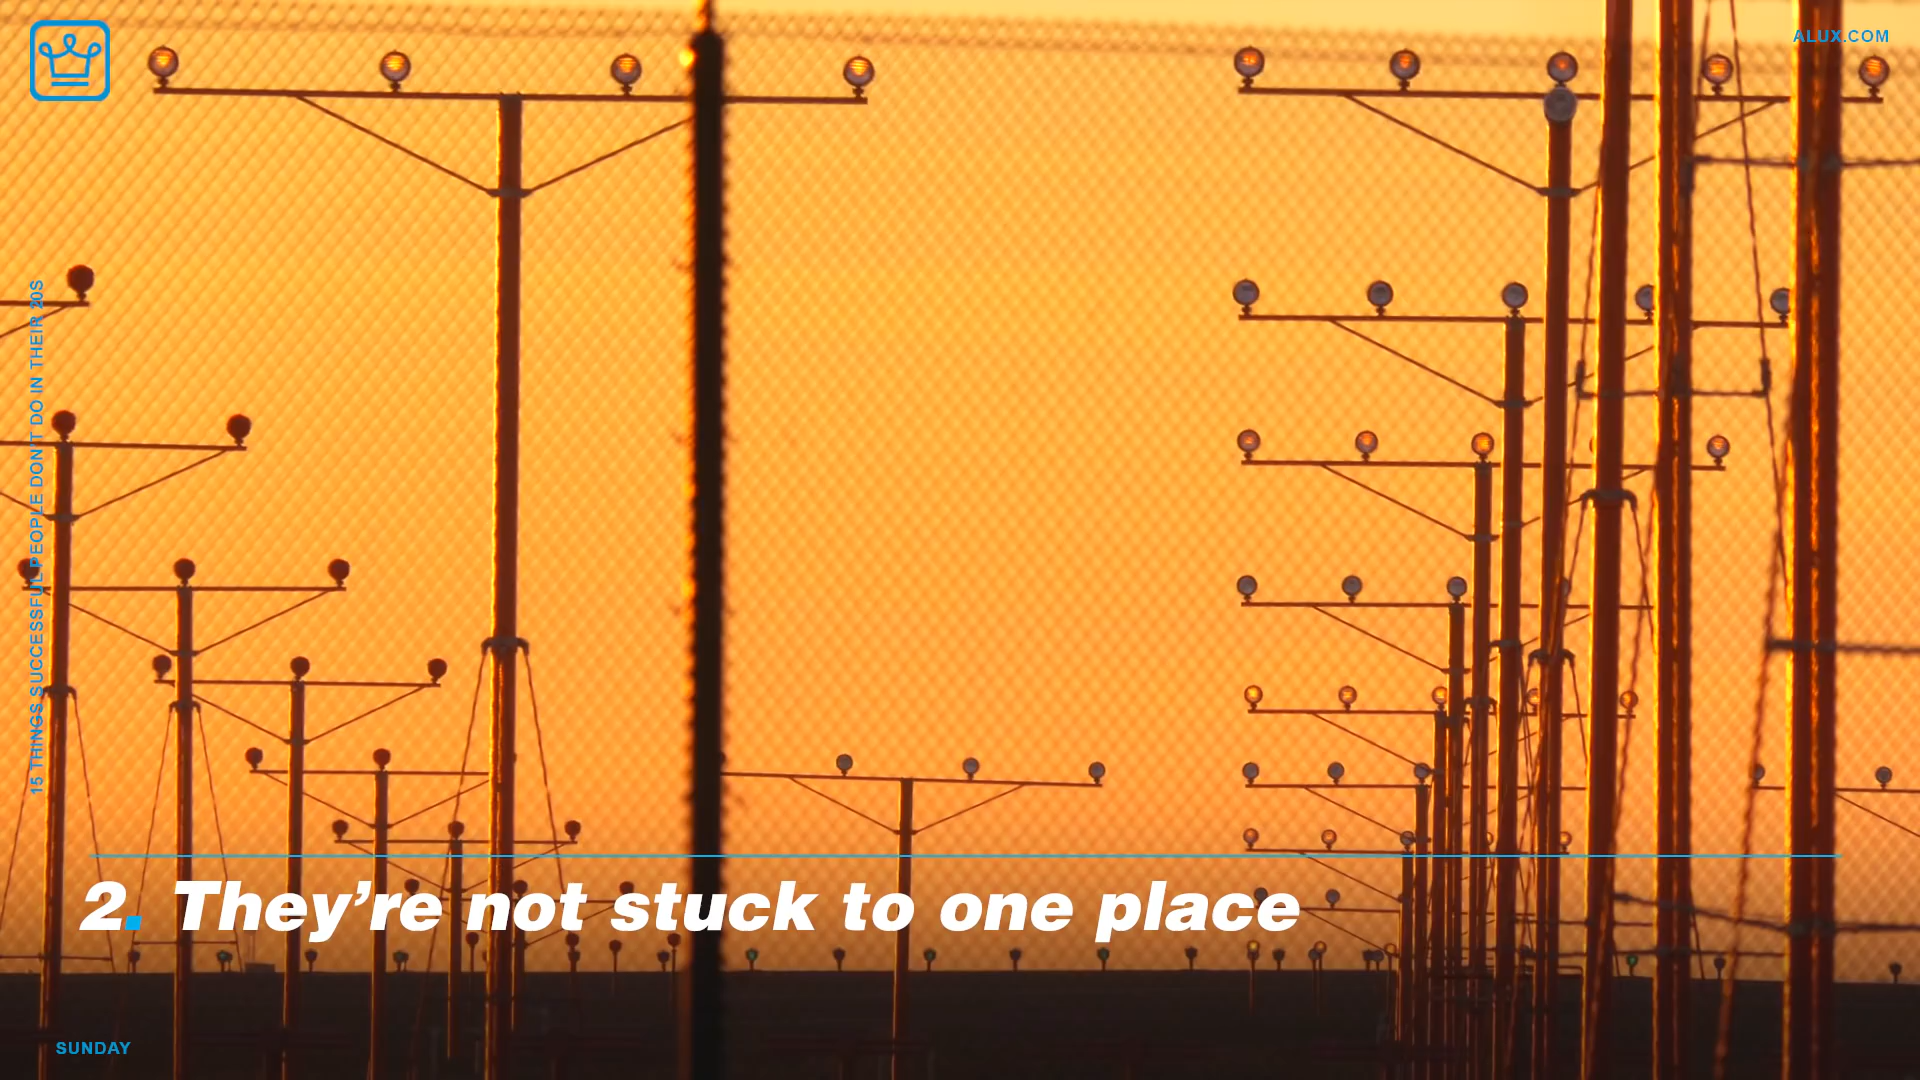 ALUX.COM
15 THINGS SUCCESSFUL PEOPLE DON'T DO IN THEIR 20S
2. They’re not stuck to one place
SUNDAY